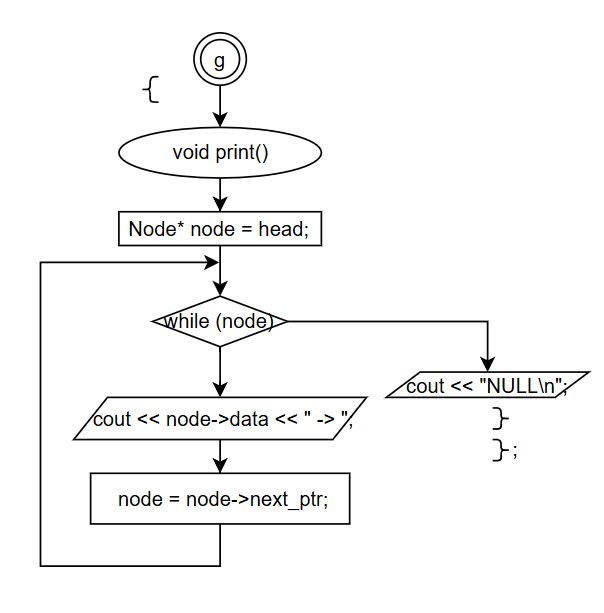 g
{
void print()
Node* node = head;
while (node)
cout << "NULL\n";
cout << node->data << " -> ";
}
};
node = node->next_ptr;